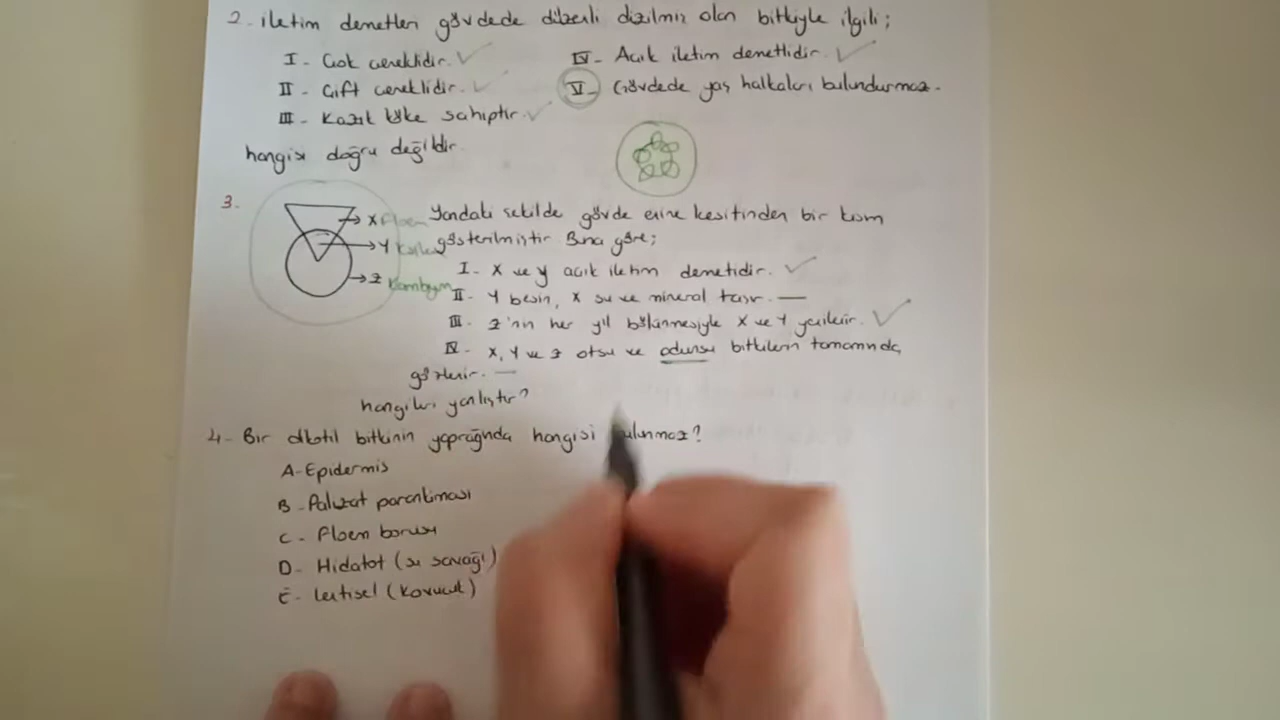 2. İletim demetleri gövdede düzenli dizilmiş olan bitkiyle ilgili;
I - Çok çeneklidir.
IV - Açık iletim demetlidir.
II - Çift çeneklidir.
V - Gövdede yaş halkaları bulundurmaz.
III - Kazık köke sahiptir.
hangisi doğru değildir.
3.
X Floem
Y
Z Kambiyum
Yandaki şekilde gövde enine kesitinden bir kısım
gösterilmiştir. Buna göre;
I. X ve Y açık iletim demetidir.
II. Y besin, X su ve mineral taşır.
III. Z'nin her yıl bölünmesiyle X ve Y yenilenir.
IV. X, Y ve Z otsu ve odunsu bitkilerin tamamında
gözlenir.
hangileri yanlıştır?
4. Bir dikotil bitkinin yaprağında hangisi bulunmaz?
A - Epidermis
B - Palizat parankiması
C - Floem borusu
D - Hidatot (su savağı)
E - Lentisel (Kovucuk)